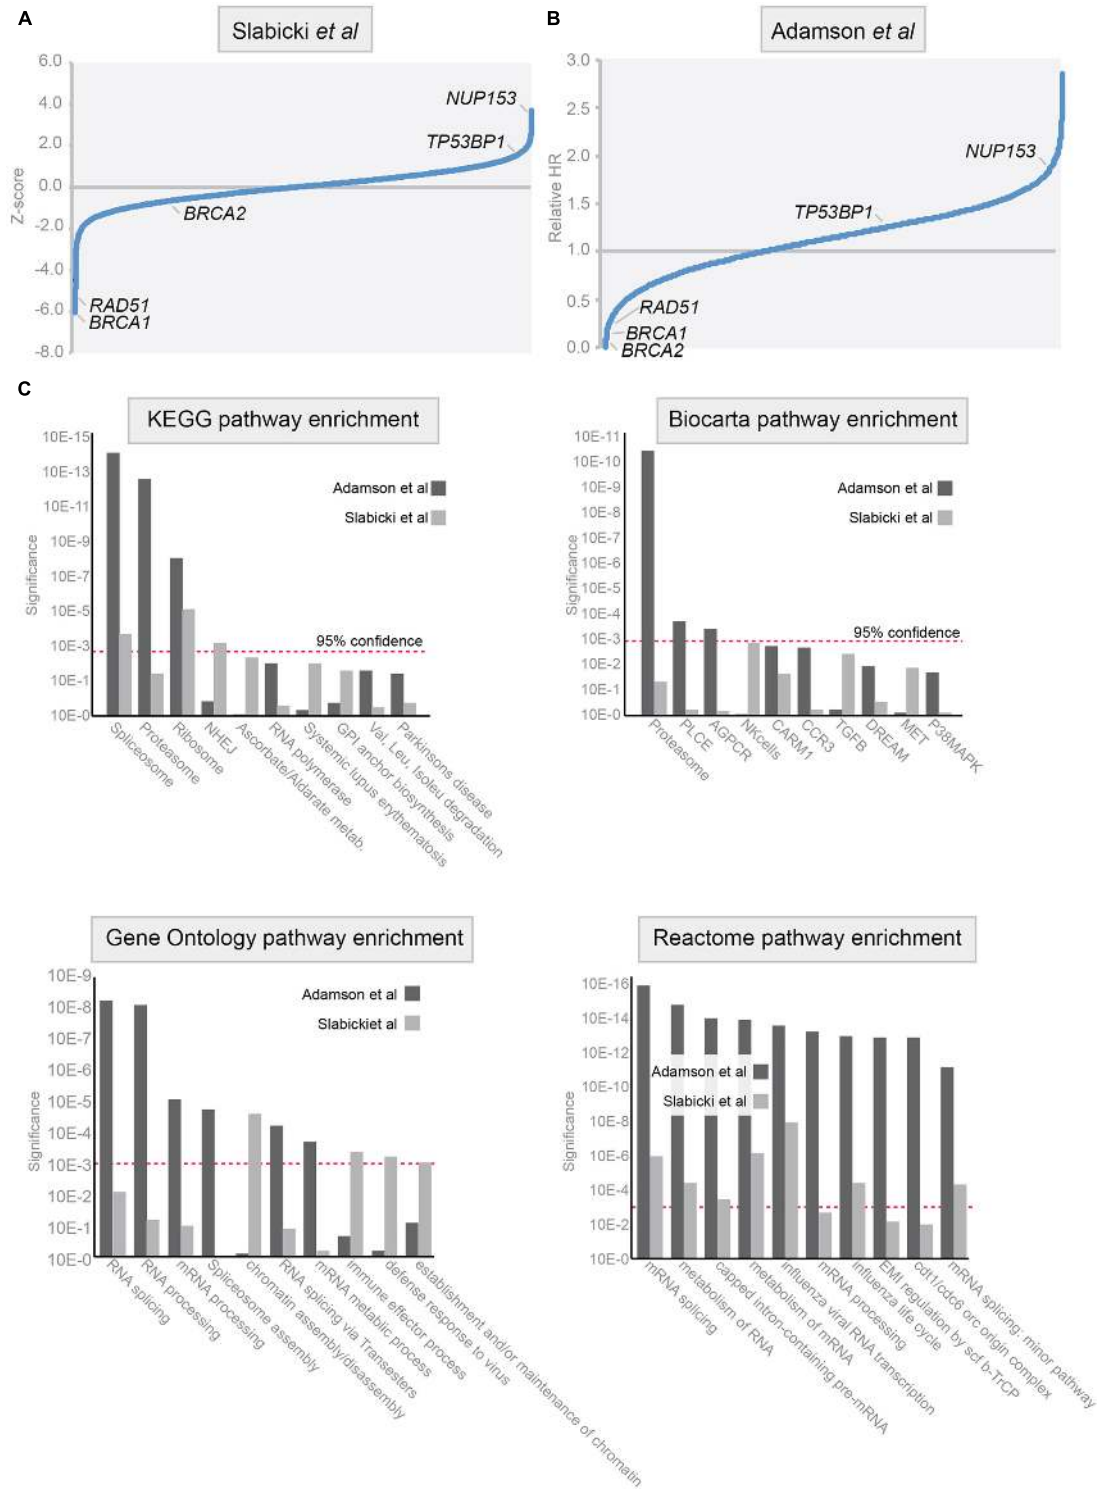 A
Slabicki et al
6.0
4.0
2.0
0.0
-2.0
-4.0
-6.0
-8.0
Z-score
NUP153
TP53BP1
BRCA2
RAD51
BRCA1
B
Adamson et al
3.0
2.5
2.0
1.5
1.0
0.5
0.0
Relative HR
NUP153
TP53BP1
RAD51
BRCA1
BRCA2
C
KEGG pathway enrichment
10E-15
10E-13
10E-11
10E-9
10E-7
10E-5
10E-3
10E-1
10E-0
Significance
Adamson et al
Slabicki et al
95% confidence
Spliceosome
Proteasome
Ribosome
NHEJ
Ascorbate/Aldarate metab.
RNA polymerase
Systemic lupus erythematosis
GPI anchor biosynthesis
Val, Leu, Isoleu degradation
Parkinsons disease
Biocarta pathway enrichment
10E-11
10E-10
10E-9
10E-8
10E-7
10E-6
10E-5
10E-4
10E-3
10E-2
10E-1
10E-0
Significance
Adamson et al
Slabicki et al
95% confidence
Proteasome
PLCE
AGPCR
NKcells
CARM1
CCR3
TGFB
DREAM
MET
P38MAPK
Gene Ontology pathway enrichment
10E-9
10E-8
10E-7
10E-6
10E-5
10E-4
10E-3
10E-2
10E-1
10E-0
Significance
Adamson et al
Slabickiet al
RNA splicing
RNA processing
mRNA processing
Spliceosome assembly
chromatin assembly/disassembly
RNA splicing via Transesters
mRNA metablic process
immune effector process
defense response to virus
establishment and/or maintenance of chromatin
Reactome pathway enrichment
10E-16
10E-14
10E-12
10E-10
10E-8
10E-6
10E-4
10E-2
10E-0
Significance
Adamson et al
Slabicki et al
mRNA splicing
metabolism of RNA
capped intron-containing pre-mRNA
metabolism of mRNA
influenza viral RNA transcription
mRNA processing
influenza life cycle
EMI regulation by scf b-TrCP
cdt1/cdc6 orc origin complex
mRNA splicing: minor pathway